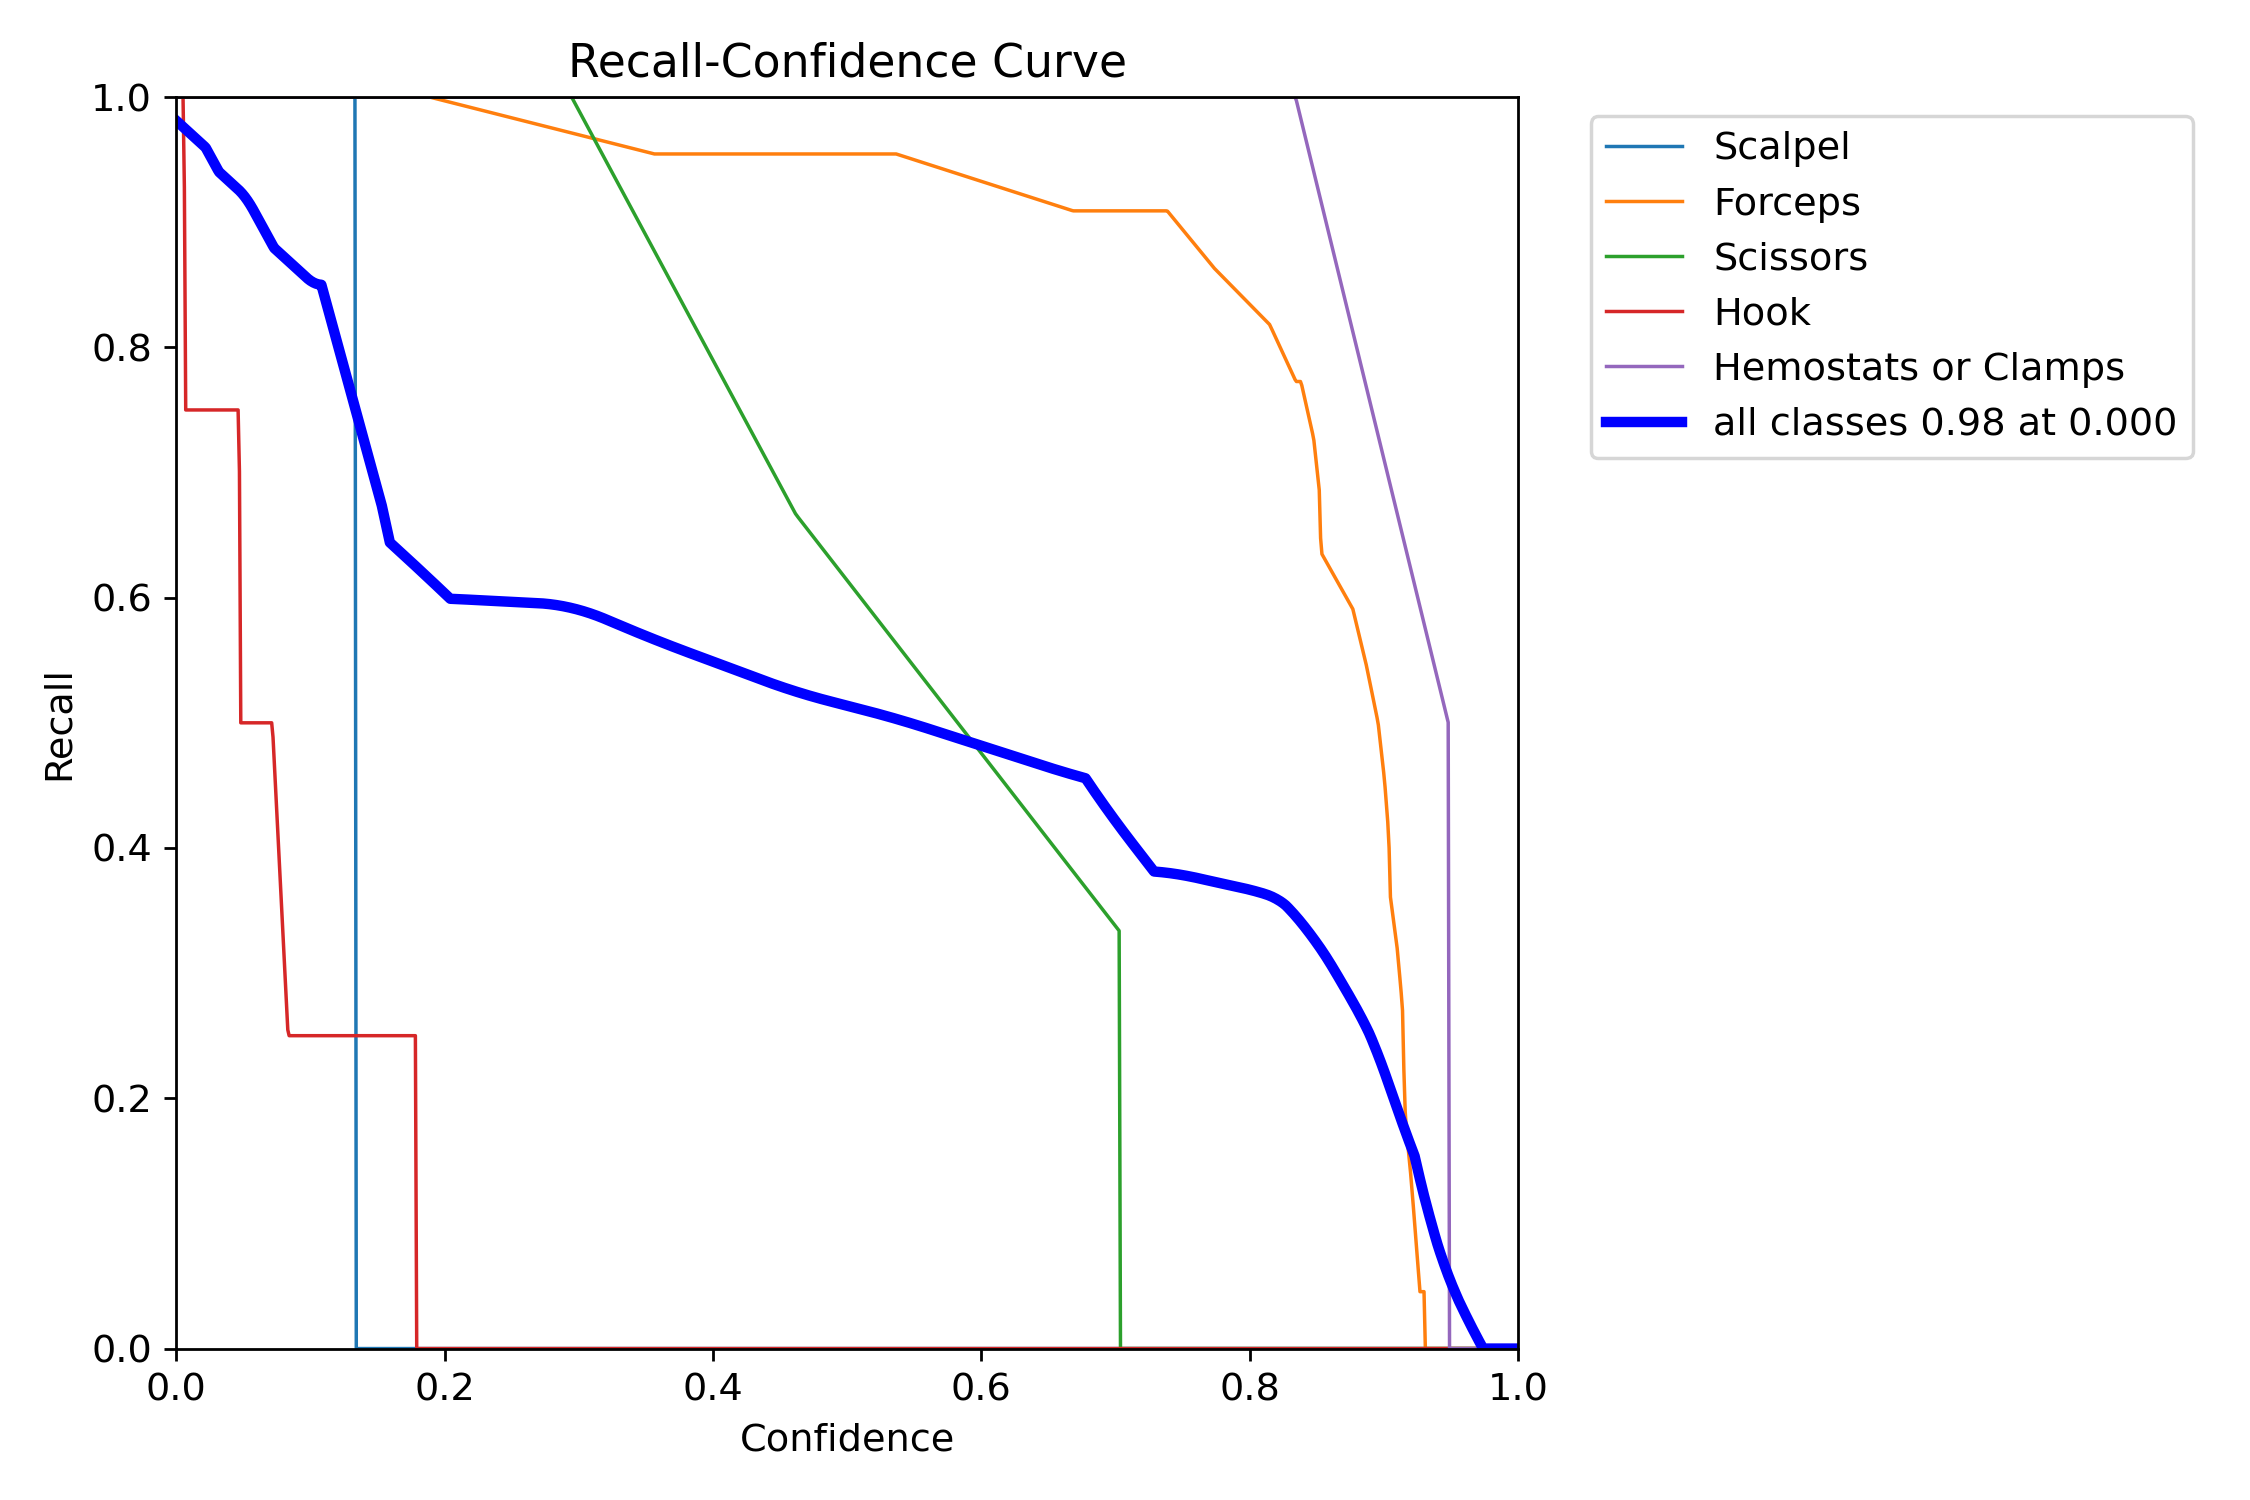 Recall-Confidence Curve
1.0
0.8
0.6
0.4
0.2
0.0
Recall
0.0 0.2 0.4 0.6 0.8 1.0
Confidence
Scalpel
Forceps
Scissors
Hook
Hemostats or Clamps
all classes 0.98 at 0.000